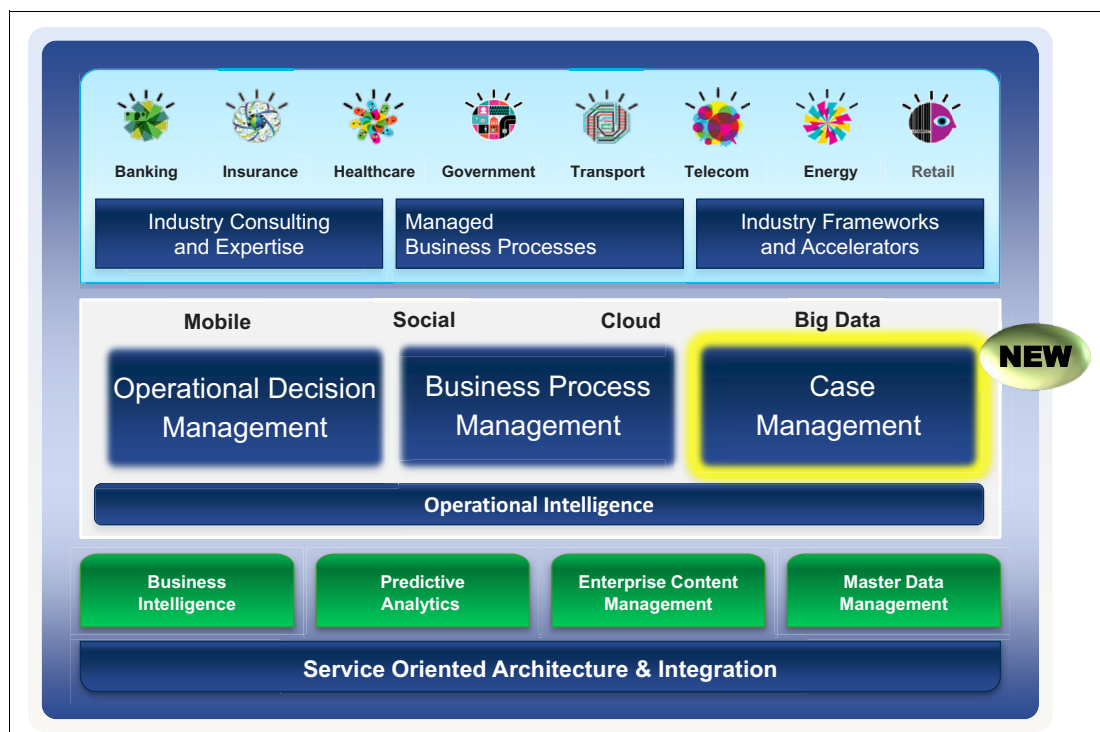 Banking Insurance Healthcare Government Transport Telecom Energy Retail
Industry Consulting
and Expertise
Managed
Business Processes
Industry Frameworks
and Accelerators
Mobile Social Cloud Big Data
NEW
Operational Decision
Management
Business Process
Management
Case
Management
Operational Intelligence
Business
Intelligence
Predictive
Analytics
Enterprise Content
Management
Master Data
Management
Service Oriented Architecture & Integration